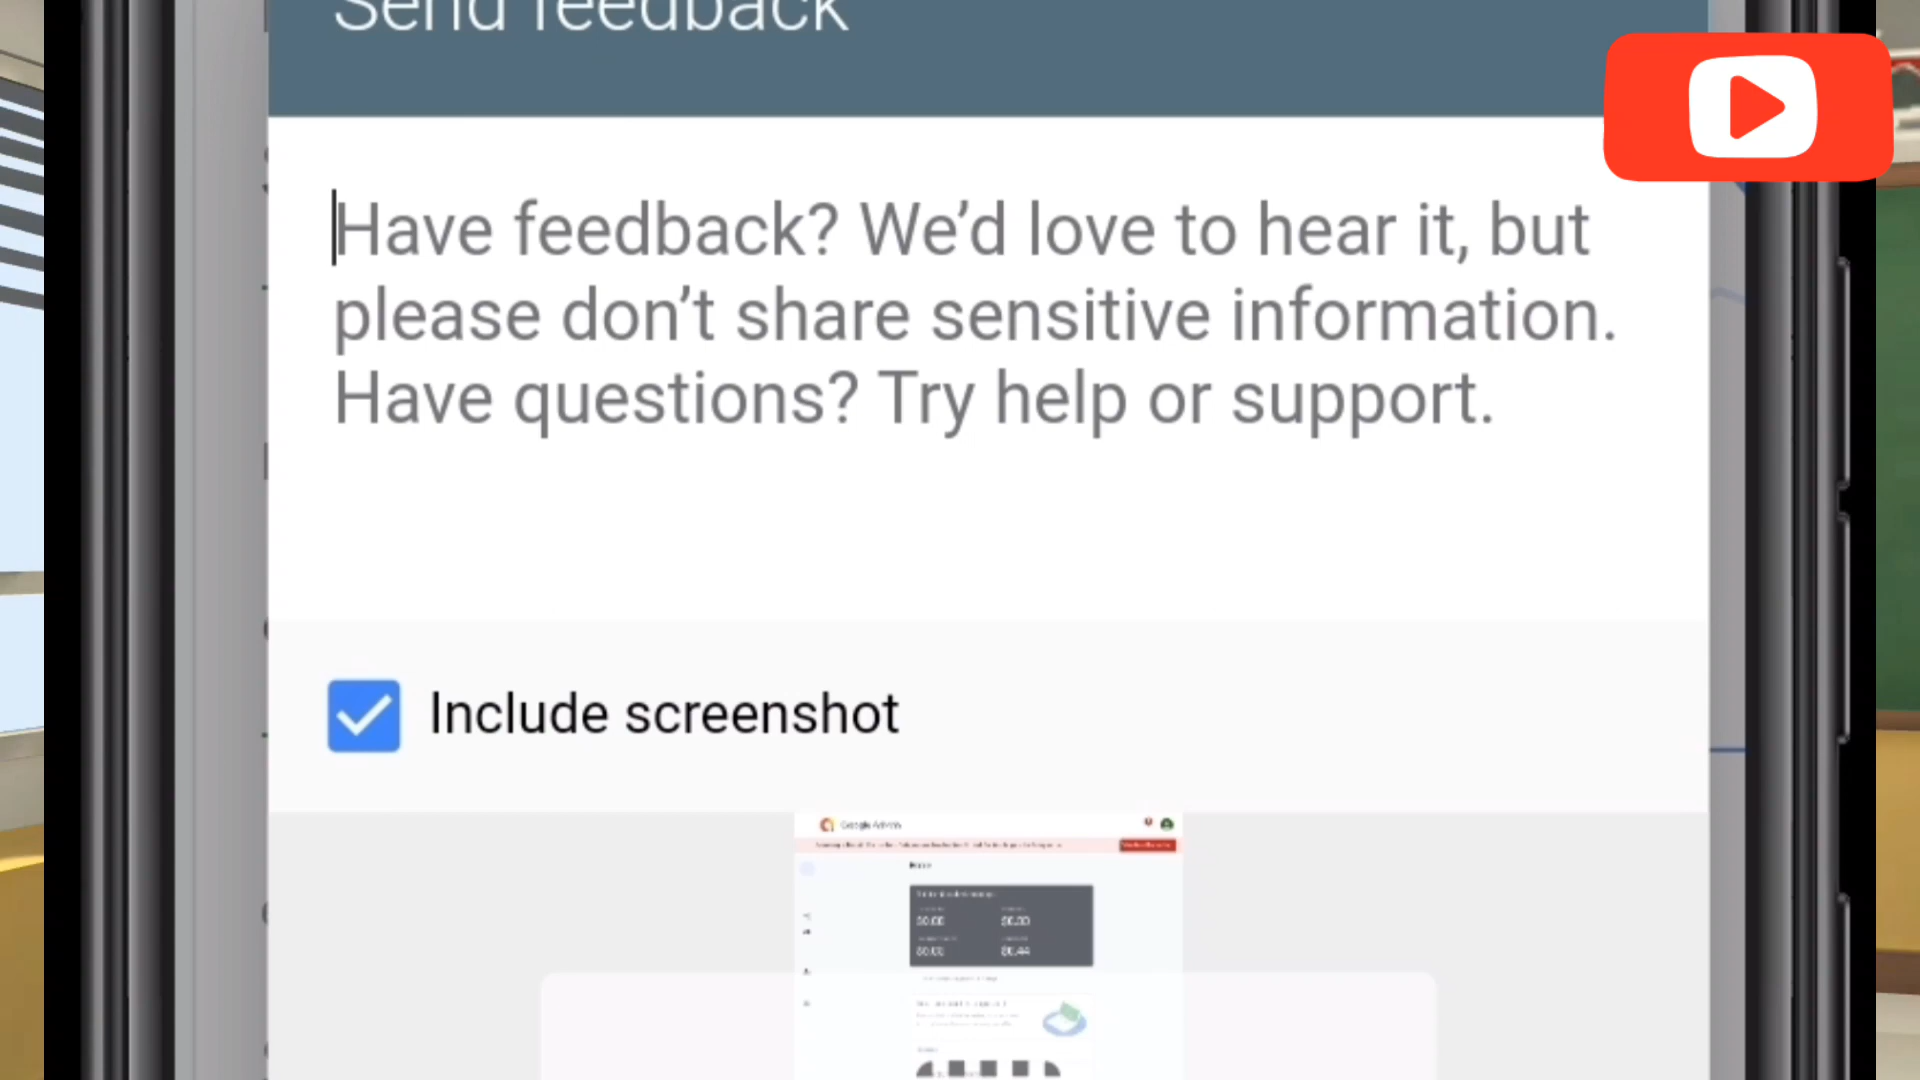 Send feedback
Have feedback? We’d love to hear it, but
please don’t share sensitive information.
Have questions? Try help or support.
Include screenshot
Google AdMob
Home